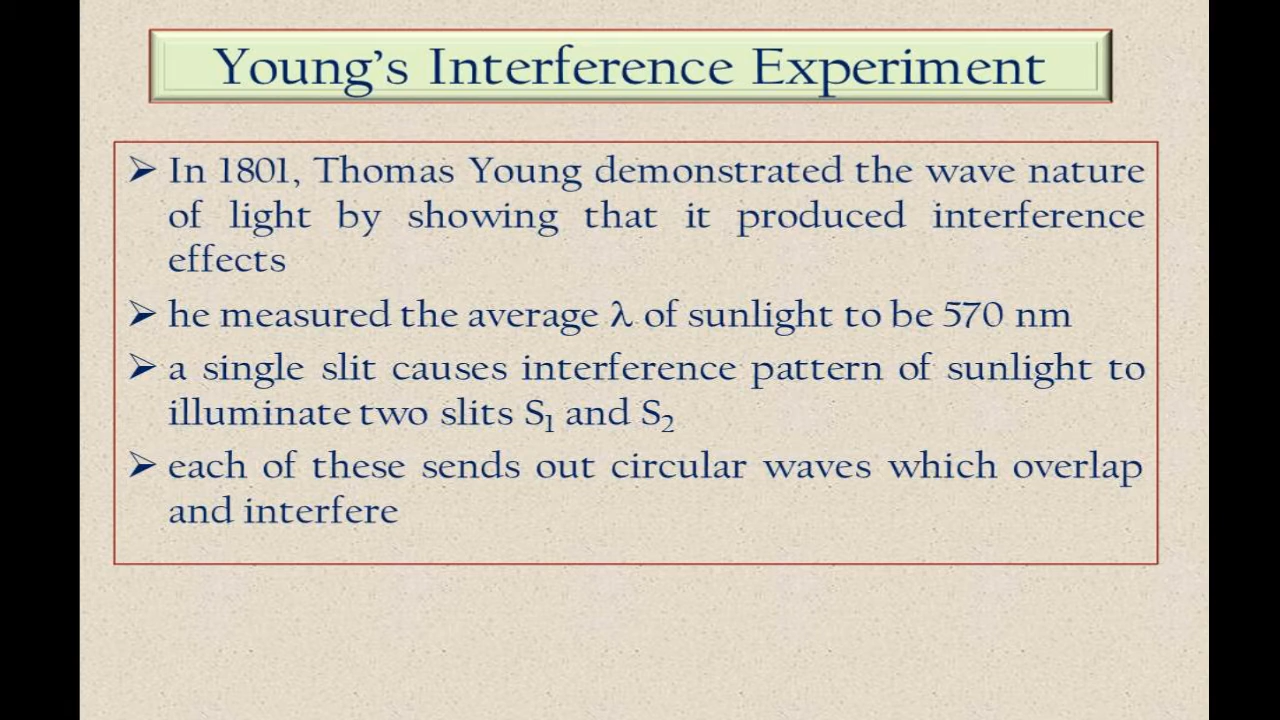 Young's Interference Experiment
➢ In 1801, Thomas Young demonstrated the wave nature
of light by showing that it produced interference
effects
➢ he measured the average λ of sunlight to be 570 nm
➢ a single slit causes interference pattern of sunlight to
illuminate two slits S₁ and S₂
➢ each of these sends out circular waves which overlap
and interfere